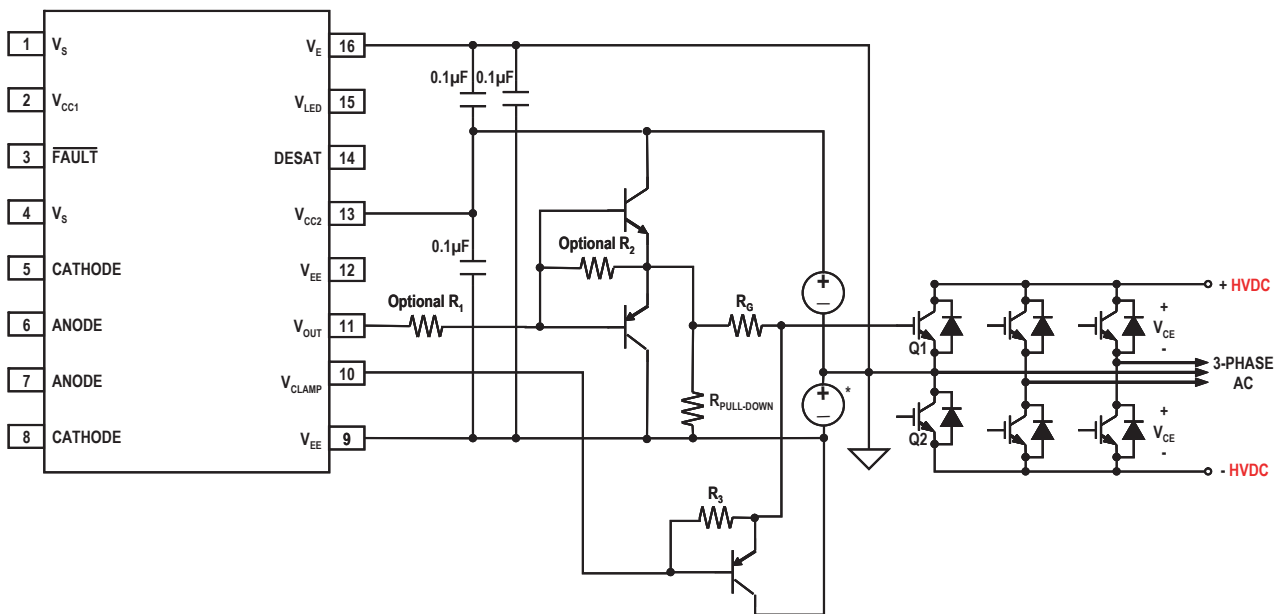 1 V_S
2 V_CC1
3 FAULT
4 V_S
5 CATHODE
6 ANODE
7 ANODE
8 CATHODE
V_E 16
V_LED 15
DESAT 14
V_CC2 13
V_EE 12
V_OUT 11
V_CLAMP 10
V_EE 9
0.1µF 0.1µF
0.1µF
Optional R_1
Optional R_2
R_G
R_PULL-DOWN
R_3
+
–
+
–
*
Q1
Q2
+ HVDC
+
V_CE
-
3-PHASE
AC
+
V_CE
-
- HVDC